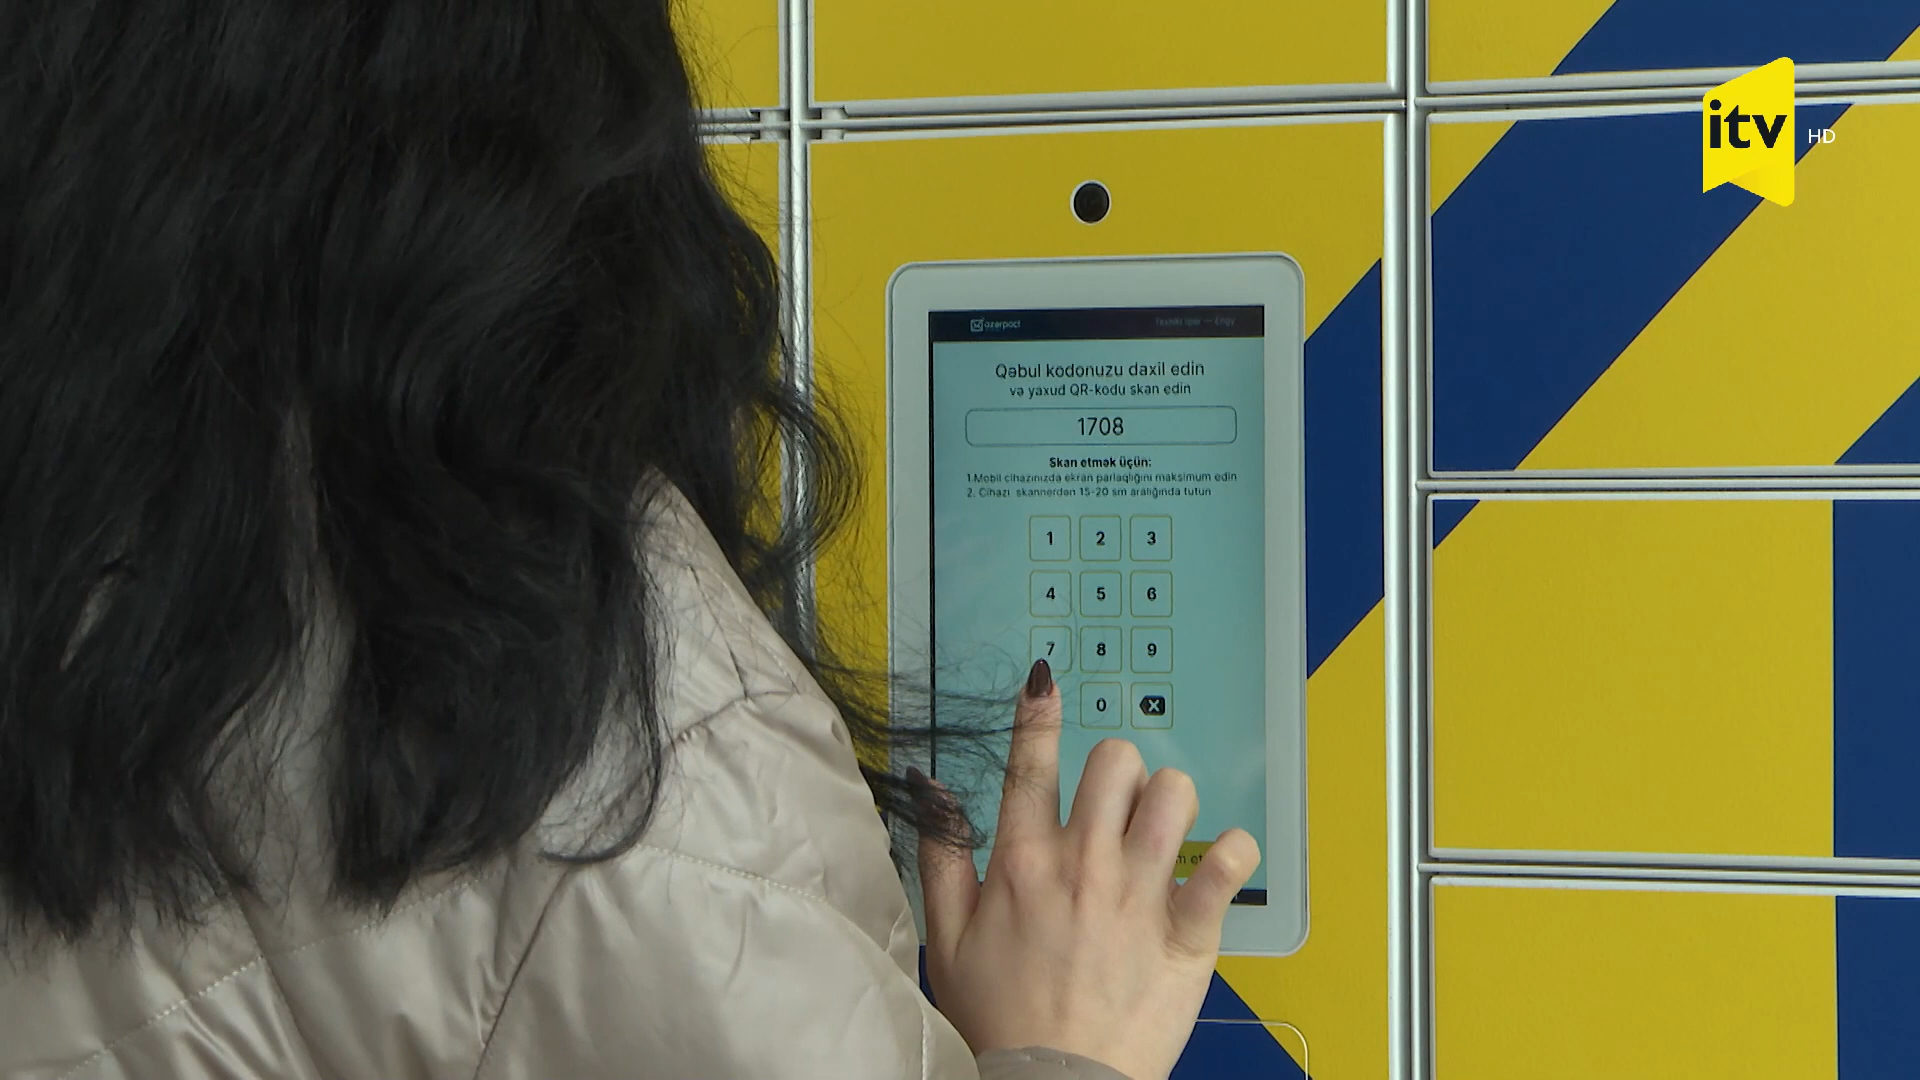 itv HD
azərpoçt
Qəbul kodonuzu daxil edin
və yaxud QR-kodu skan edin
1708
Skan etmək üçün:
1.Mobil cihazınızda ekran parlaqlığını maksimum edin
2. Cihazı skannerdən 15-20 sm aralığında tutun
1 2 3
4 5 6
7 8 9
0